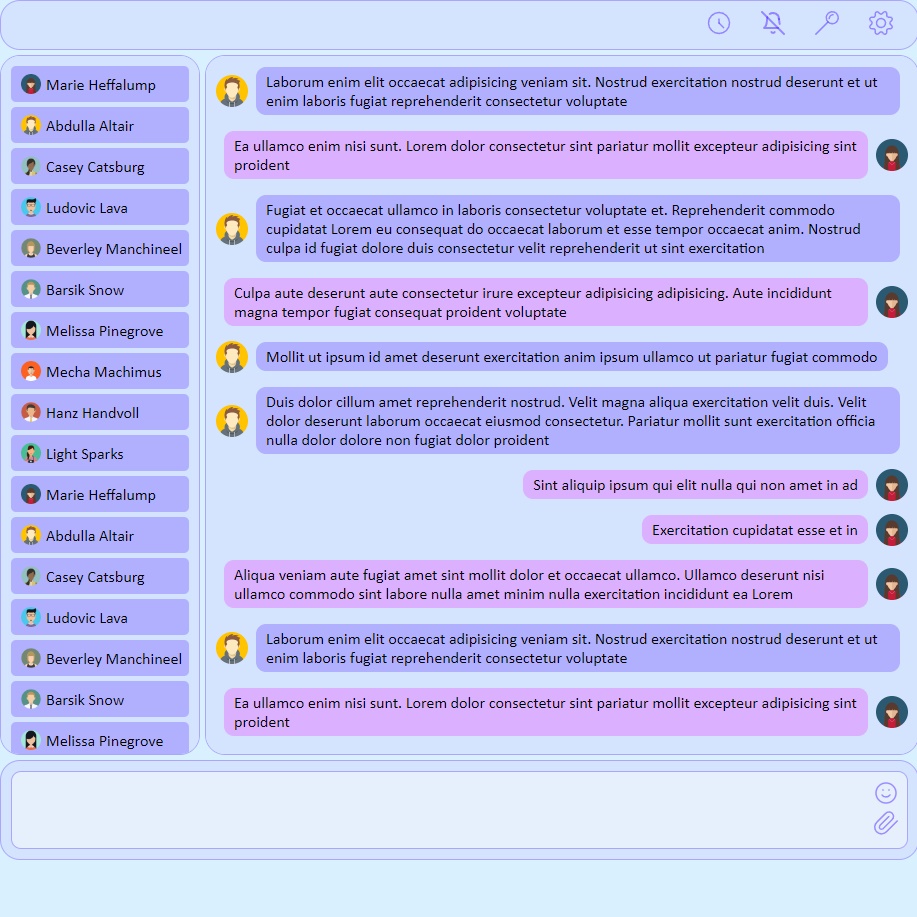 Marie Heffalump
Abdulla Altair
Casey Catsburg
Ludovic Lava
Beverley Manchineel
Barsik Snow
Melissa Pinegrove
Mecha Machimus
Hanz Handvoll
Light Sparks
Marie Heffalump
Abdulla Altair
Casey Catsburg
Ludovic Lava
Beverley Manchineel
Barsik Snow
Melissa Pinegrove
Laborum enim elit occaecat adipisicing veniam sit. Nostrud exercitation nostrud deserunt et ut
enim laboris fugiat reprehenderit consectetur voluptate
Ea ullamco enim nisi sunt. Lorem dolor consectetur sint pariatur mollit excepteur adipisicing sint
proident
Fugiat et occaecat ullamco in laboris consectetur voluptate et. Reprehenderit commodo
cupidatat Lorem eu consequat do occaecat laborum et esse tempor occaecat anim. Nostrud
culpa id fugiat dolore duis consectetur velit reprehenderit ut sint exercitation
Culpa aute deserunt aute consectetur irure excepteur adipisicing adipisicing. Aute incididunt
magna tempor fugiat consequat proident voluptate
Mollit ut ipsum id amet deserunt exercitation anim ipsum ullamco ut pariatur fugiat commodo
Duis dolor cillum amet reprehenderit nostrud. Velit magna aliqua exercitation velit duis. Velit
dolor deserunt laborum occaecat eiusmod consectetur. Pariatur mollit sunt exercitation officia
nulla dolor dolore non fugiat dolor proident
Sint aliquip ipsum qui elit nulla qui non amet in ad
Exercitation cupidatat esse et in
Aliqua veniam aute fugiat amet sint mollit dolor et occaecat ullamco. Ullamco deserunt nisi
ullamco commodo sint labore nulla amet minim nulla exercitation incididunt ea Lorem
Laborum enim elit occaecat adipisicing veniam sit. Nostrud exercitation nostrud deserunt et ut
enim laboris fugiat reprehenderit consectetur voluptate
Ea ullamco enim nisi sunt. Lorem dolor consectetur sint pariatur mollit excepteur adipisicing sint
proident